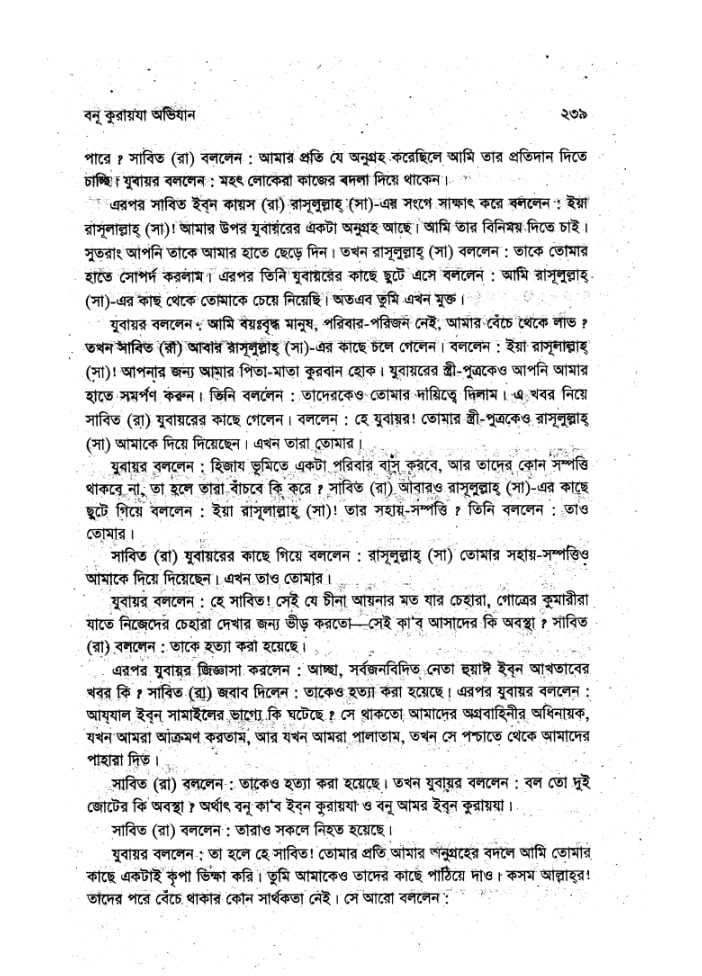 বনূ কুরায়যা অভিযান ২৩৯
পারে ? সাবিত (রা) বললেন : আমার প্রতি যে অনুগ্রহ করেছিলে আমি তার প্রতিদান দিতে
চাচ্ছি। যুবায়র বললেন : মহৎ লোকেরা কাজের বদলা দিয়ে থাকেন।
এরপর সাবিত ইব্‌ন কায়স (রা) রাসূলুল্লাহ্ (সা)-এর সংগে সাক্ষাৎ করে বললেন : ইয়া
রাসূলাল্লাহ্ (সা)! আমার উপর যুবায়রের একটা অনুগ্রহ আছে। আমি তার বিনিময় দিতে চাই।
সুতরাং আপনি তাকে আমার হাতে ছেড়ে দিন। তখন রাসূলুল্লাহ্ (সা) বললেন : তাকে তোমার
হাতে সোপর্দ করলাম। এরপর তিনি যুবায়রের কাছে ছুটে এসে বললেন : আমি রাসূলুল্লাহ্
(সা)-এর কাছ থেকে তোমাকে চেয়ে নিয়েছি। অতএব তুমি এখন মুক্ত।
যুবায়র বললেন : আমি বয়ঃবৃদ্ধ মানুষ, পরিবার-পরিজন নেই, আমার বেঁচে থেকে লাভ ?
তখন সাবিত (রা) আবার রাসূলুল্লাহ্ (সা)-এর কাছে চলে গেলেন। বললেন : ইয়া রাসূলাল্লাহ্
(সা)! আপনার জন্য আমার পিতা-মাতা কুরবান হোক। যুবায়রের স্ত্রী-পুত্রকেও আপনি আমার
হাতে সমর্পণ করুন। তিনি বললেন : তাদেরকেও তোমার দায়িত্বে দিলাম। এ খবর নিয়ে
সাবিত (রা) যুবায়রের কাছে গেলেন। বললেন : হে যুবায়র! তোমার স্ত্রী-পুত্রকেও রাসূলুল্লাহ্
(সা) আমাকে দিয়ে দিয়েছেন। এখন তারা তোমার।
যুবায়র বললেন : হিজায ভূমিতে একটা পরিবার বাস করবে, আর তাদের কোন সম্পত্তি
থাকবে না, তা হলে তারা বাঁচবে কি করে ? সাবিত (রা) আবারও রাসূলুল্লাহ্ (সা)-এর কাছে
ছুটে গিয়ে বললেন : ইয়া রাসূলাল্লাহ্ (সা)! তার সহায়-সম্পত্তি ? তিনি বললেন : তাও
তোমার।
সাবিত (রা) যুবায়রের কাছে গিয়ে বললেন : রাসূলুল্লাহ্ (সা) তোমার সহায়-সম্পত্তিও
আমাকে দিয়ে দিয়েছেন। এখন তাও তোমার।
যুবায়র বললেন : হে সাবিত! সেই যে চীনা আয়নার মত যার চেহারা, গোত্রের কুমারীরা
যাতে নিজেদের চেহারা দেখার জন্য ভীড় করতো—সেই কা'ব আসাদের কি অবস্থা ? সাবিত
(রা) বললেন : তাকে হত্যা করা হয়েছে।
এরপর যুবায়র জিজ্ঞাসা করলেন : আচ্ছা, সর্বজনবিদিত নেতা হুয়াঈ ইব্‌ন আখতাবের
খবর কি ? সাবিত (রা) জবাব দিলেন : তাকেও হত্যা করা হয়েছে। এরপর যুবায়র বললেন :
আয্যাল ইব্‌ন সামাইলের ভাগ্যে কি ঘটেছে ? সে থাকতো আমাদের অগ্রবাহিনীর অধিনায়ক,
যখন আমরা আক্রমণ করতাম, আর যখন আমরা পালাতাম, তখন সে পশ্চাতে থেকে আমাদের
পাহারা দিত।
সাবিত (রা) বললেন : তাকেও হত্যা করা হয়েছে। তখন যুবায়র বললেন : বল তো দুই
জোটের কি অবস্থা ? অর্থাৎ বনূ কা'ব ইব্‌ন কুরায়যা ও বনূ আমর ইব্‌ন কুরায়যা।
সাবিত (রা) বললেন : তারাও সকলে নিহত হয়েছে।
যুবায়র বললেন : তা হলে হে সাবিত! তোমার প্রতি আমার অনুগ্রহের বদলে আমি তোমার
কাছে একটাই কৃপা ভিক্ষা করি। তুমি আমাকেও তাদের কাছে পাঠিয়ে দাও। কসম আল্লাহ্‌র!
তাদের পরে বেঁচে থাকার কোন সার্থকতা নেই। সে আরো বললেন :